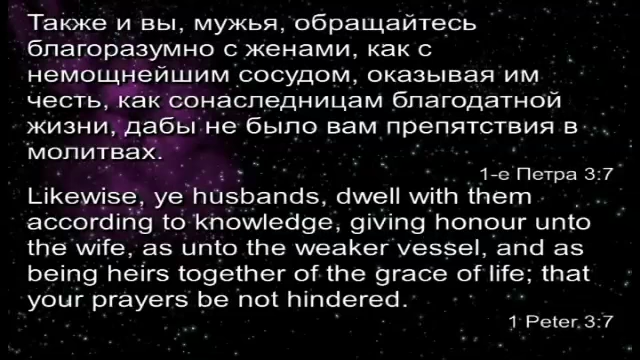 Также и вы, мужья, обращайтесь
благоразумно с женами, как с
немощнейшим сосудом, оказывая им
честь, как сонаследницам благодатной
жизни, дабы не было вам препятствия в
молитвах.
1-е Петра 3:7
Likewise, ye husbands, dwell with them
according to knowledge, giving honour unto
the wife, as unto the weaker vessel, and as
being heirs together of the grace of life; that
your prayers be not hindered.
1 Peter 3:7